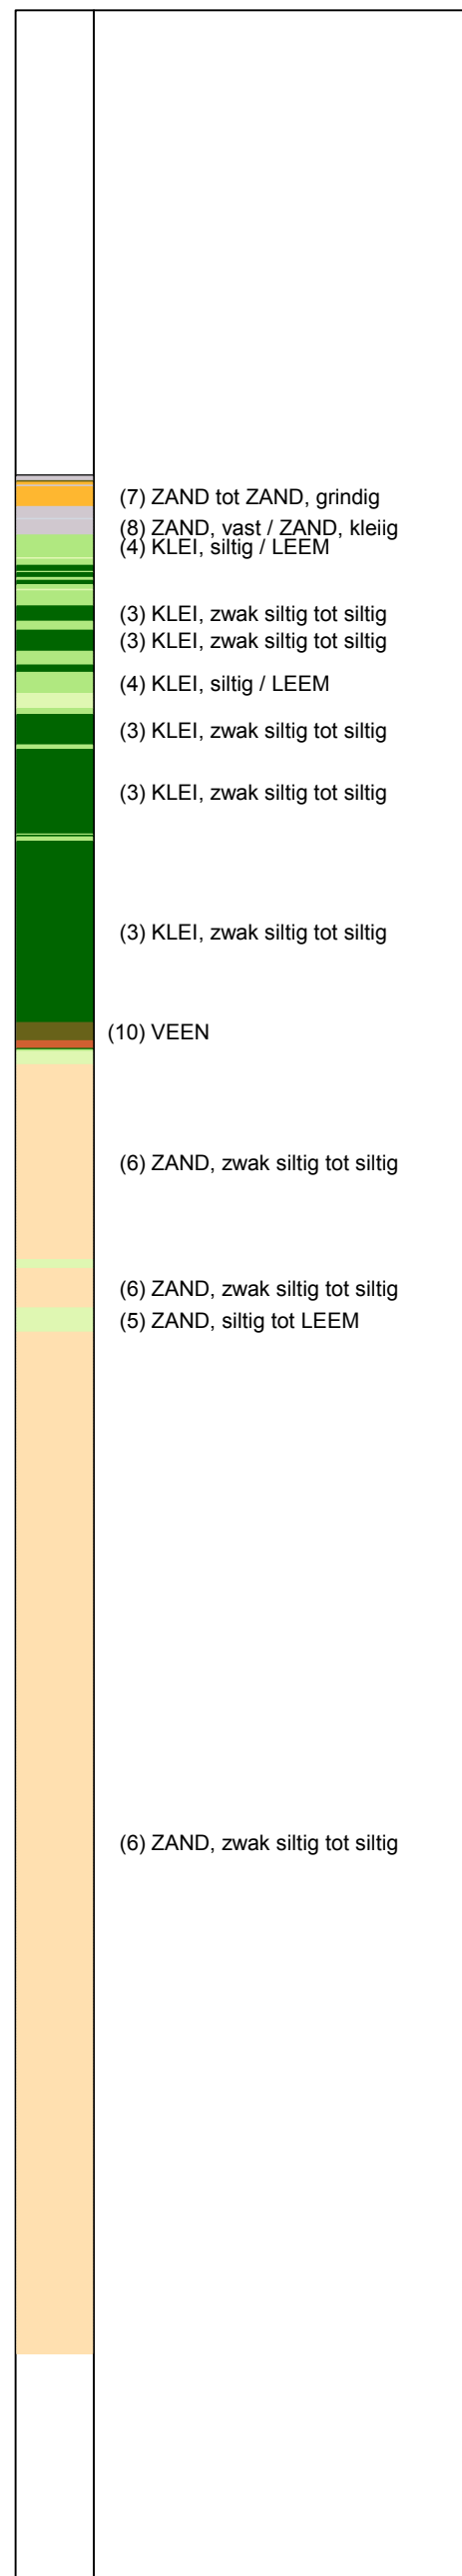 (7) ZAND tot ZAND, grindig
(8) ZAND, vast / ZAND, kleiig
(4) KLEI, siltig / LEEM
(3) KLEI, zwak siltig tot siltig
(3) KLEI, zwak siltig tot siltig
(4) KLEI, siltig / LEEM
(3) KLEI, zwak siltig tot siltig
(3) KLEI, zwak siltig tot siltig
(3) KLEI, zwak siltig tot siltig
(10) VEEN
(6) ZAND, zwak siltig tot siltig
(6) ZAND, zwak siltig tot siltig
(5) ZAND, siltig tot LEEM
(6) ZAND, zwak siltig tot siltig